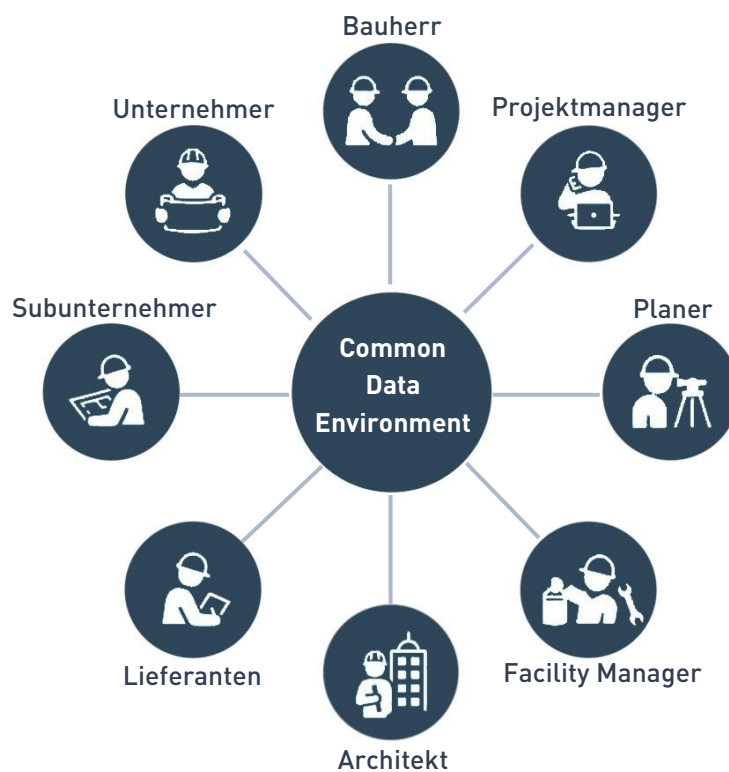 Bauherr
Unternehmer
Projektmanager
Subunternehmer
Planer
Common
Data
Environment
Lieferanten
Facility Manager
Architekt